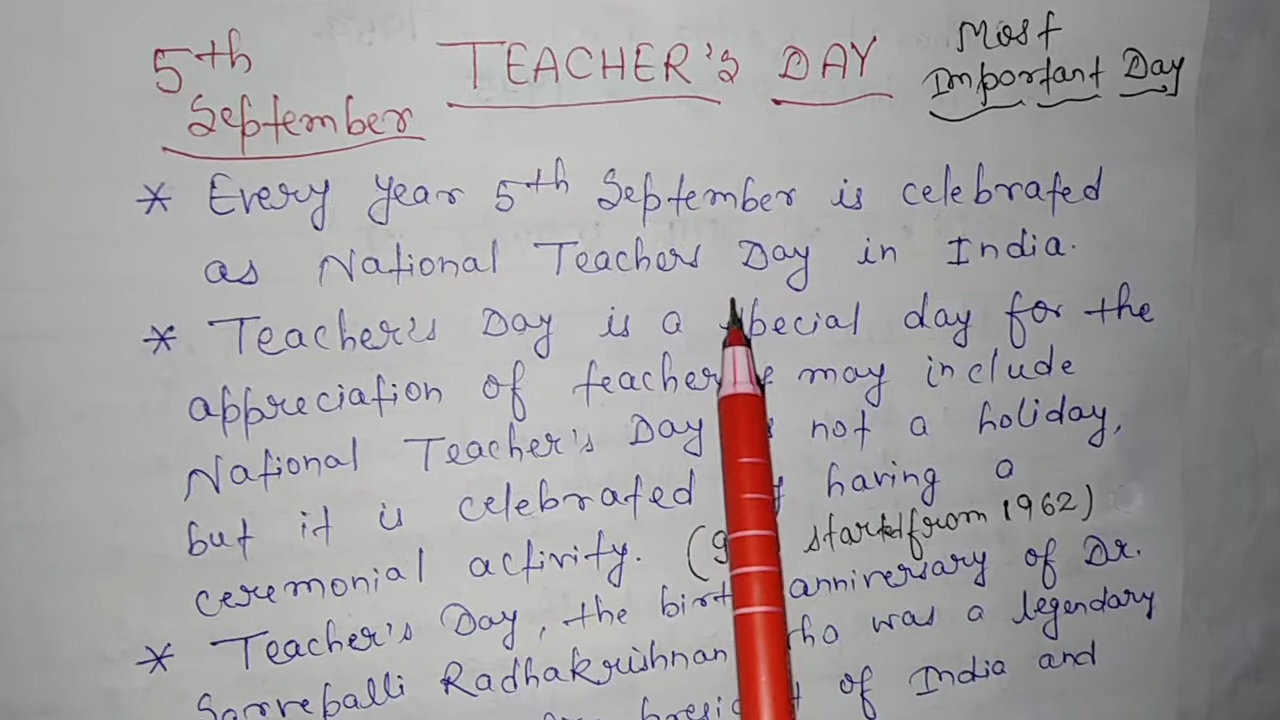 5th September
TEACHER's DAY
Most
Important Day
* Every year 5th September is celebrated
as National Teachers Day in India.
* Teacher's Day is a special day for the
appreciation of teachers may include
National Teacher's Day not a holiday,
but it is celebrated having a
ceremonial activity. (started from 1962)
* Teacher's Day, the birth anniversary of Dr.
Sarvepalli Radhakrishnan who was a legendary
of India and